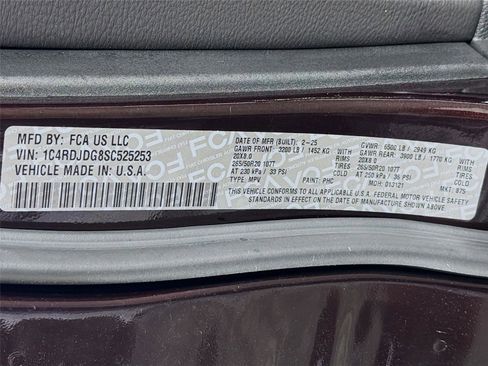 MFD BY: FCA US LLC
VIN: 1C4RDJDG8SC525253
VEHICLE MADE IN: U.S.A.
DATE OF MFR (BUILT): 2-25 GVWR: 6500 LB / 2949 KG
GAWR FRONT: 3200 LB / 1452 KG GAWR REAR: 3900 LB / 1770 KG
20X8.0 RIMS 20X8.0 RIMS
265/50R20 107T TIRES 265/50R20 107T TIRES
AT 230 kPa / 33 PSI COLD AT 250 kPa / 36 PSI COLD
TYPE: MPV PAINT: PHC MDH: 013121 MKT: 875
THIS VEHICLE CONFORMS TO ALL APPLICABLE U.S.A. FEDERAL MOTOR VEHICLE SAFETY
STANDARDS IN EFFECT ON THE DATE OF MANUFACTURE SHOWN ABOVE.